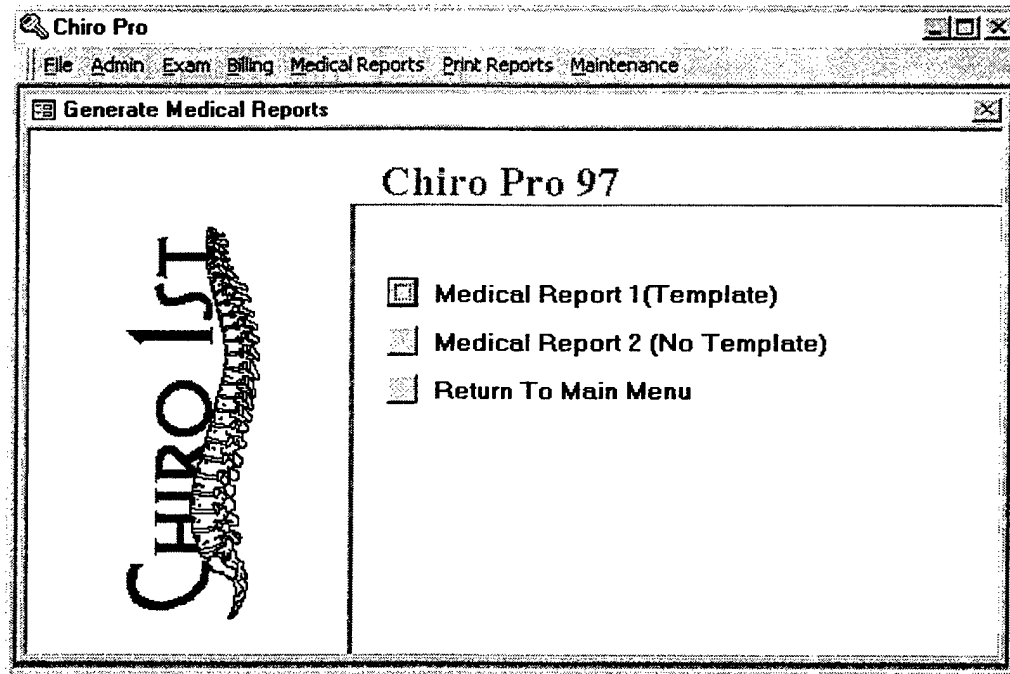 Chiro Pro
File Admin Exam Billing Medical Reports Print Reports Maintenance
Generate Medical Reports
Chiro Pro 97
CHIRO 1ST
Medical Report 1(Template)
Medical Report 2 (No Template)
Return To Main Menu